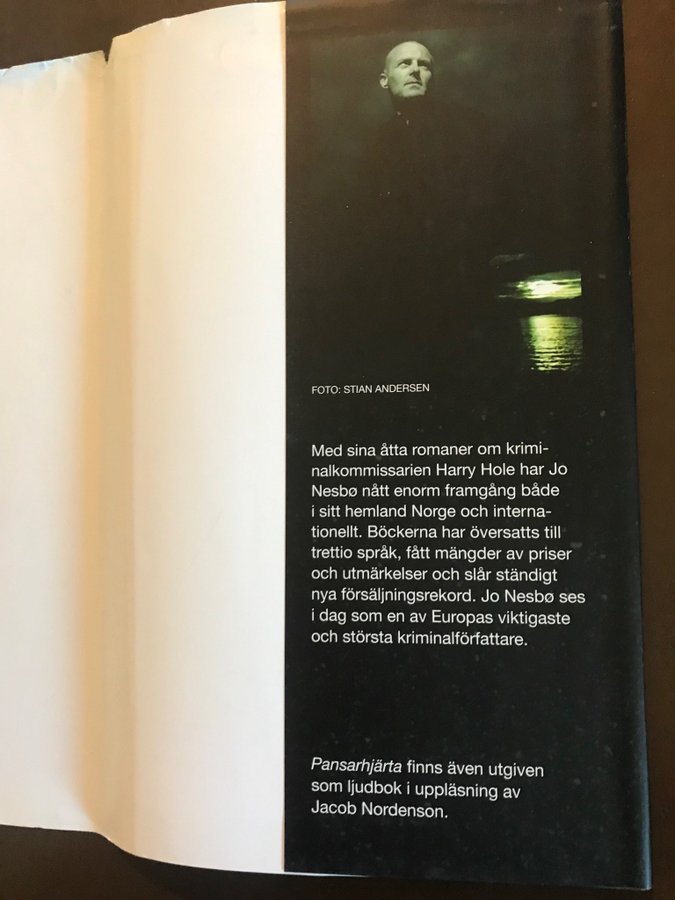 FOTO: STIAN ANDERSEN
Med sina åtta romaner om krimi-
nalkommissarien Harry Hole har Jo
Nesbø nått enorm framgång både
i sitt hemland Norge och interna-
tionellt. Böckerna har översatts till
trettio språk, fått mängder av priser
och utmärkelser och slår ständigt
nya försäljningsrekord. Jo Nesbø ses
i dag som en av Europas viktigaste
och största kriminalförfattare.
Pansarhjärta finns även utgiven
som ljudbok i uppläsning av
Jacob Nordenson.